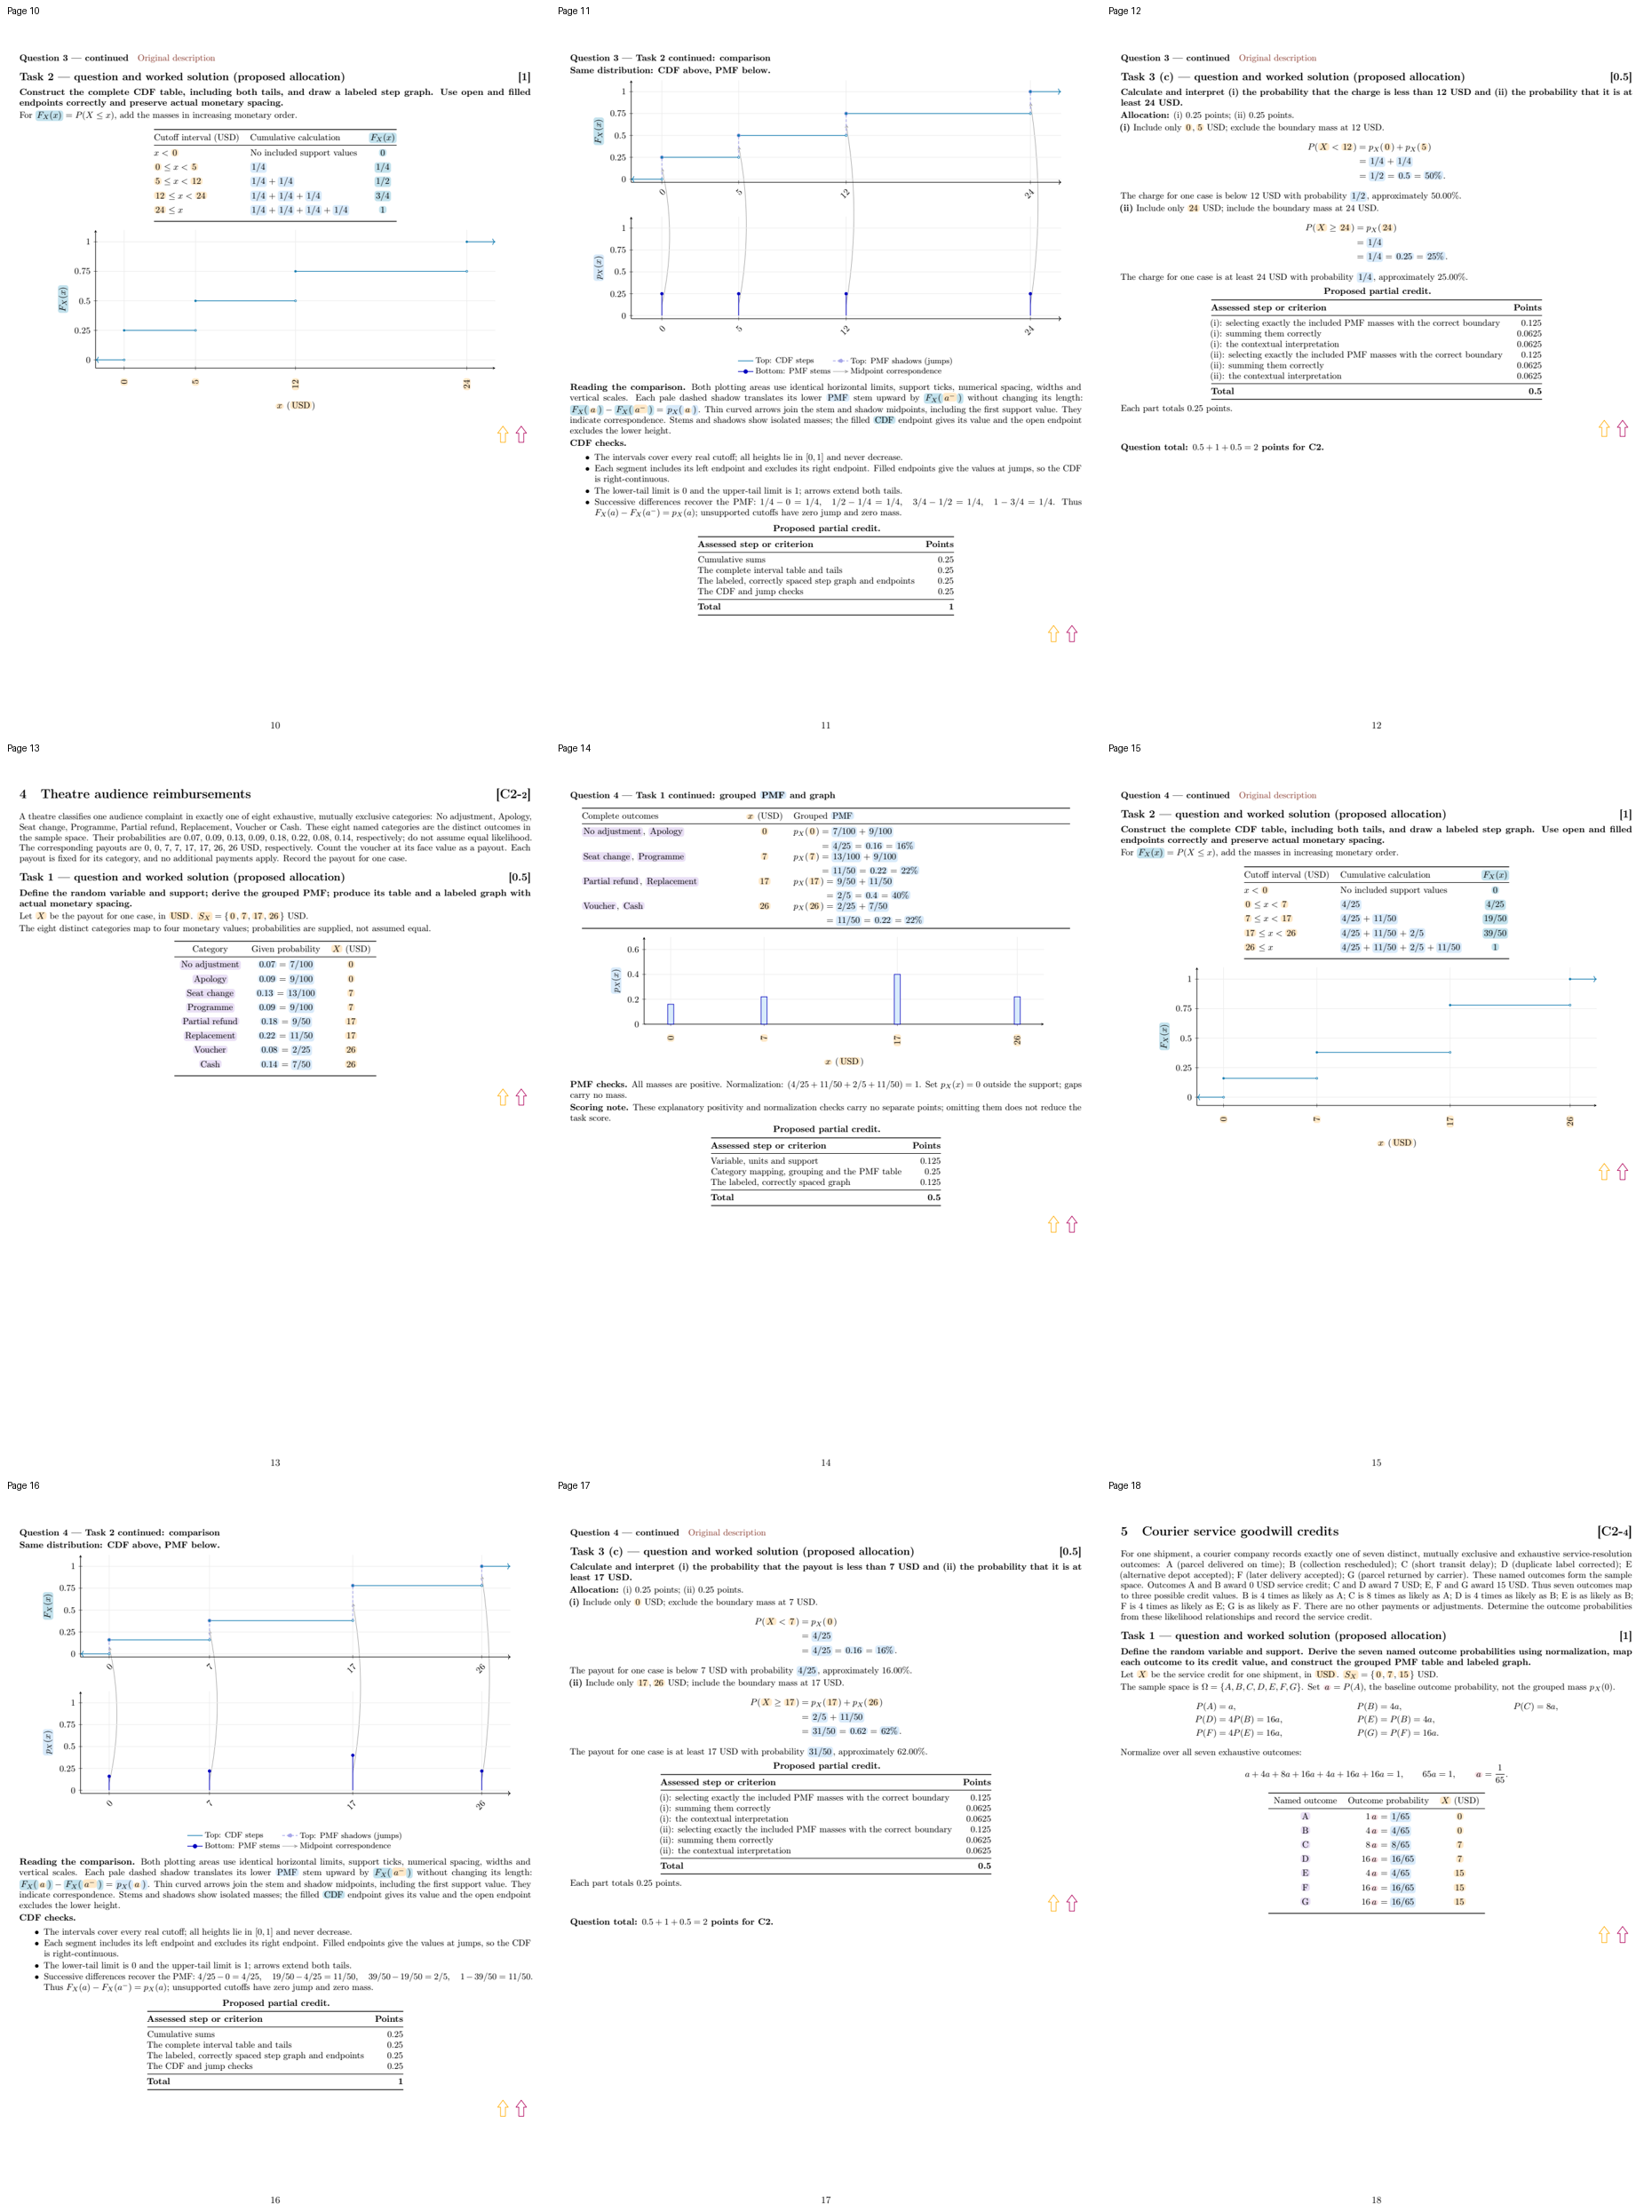 Page 10
Question 3 — continued Original description
Task 2 — question and worked solution (proposed allocation) [1]
Construct the complete CDF table, including both tails, and draw a labeled step graph. Use open and filled
endpoints correctly and preserve actual monetary spacing.
For F_X(x) = P(X ≤ x), add the masses in increasing monetary order.
Cutoff interval (USD) Cumulative calculation F_X(x)
x < 0 No included support values 0
0 ≤ x < 5 1/4 1/4
5 ≤ x < 12 1/4 + 1/4 1/2
12 ≤ x < 24 1/4 + 1/4 + 1/4 3/4
24 ≤ x 1/4 + 1/4 + 1/4 + 1/4 1
F_X(x)
1
0.75
0.5
0.25
0
0 5 12 24
x (USD)
10
Page 11
Question 3 — Task 2 continued: comparison
Same distribution: CDF above, PMF below.
F_X(x)
1
0.75
0.5
0.25
0
0 5 12 24
p_X(x)
1
0.75
0.5
0.25
0
0 5 12 24
Top: CDF steps Top: PMF shadows (jumps)
Bottom: PMF stems Midpoint correspondence
Reading the comparison. Both plotting areas use identical horizontal limits, support ticks, numerical spacing, widths and
vertical scales. Each pale dashed shadow translates its lower PMF stem upward by F_X(a⁻) without changing its length:
F_X(a) − F_X(a⁻) = p_X(a). Thin curved arrows join the stem and shadow midpoints, including the first support value. They
indicate correspondence. Stems and shadows show isolated masses; the filled CDF endpoint gives its value and the open endpoint
excludes the lower height.
CDF checks.
• The intervals cover every real cutoff; all heights lie in [0, 1] and never decrease.
• Each segment includes its left endpoint and excludes its right endpoint. Filled endpoints give the values at jumps, so the CDF
is right-continuous.
• The lower-tail limit is 0 and the upper-tail limit is 1; arrows extend both tails.
• Successive differences recover the PMF: 1/4 − 0 = 1/4, 1/2 − 1/4 = 1/4, 3/4 − 1/2 = 1/4, 1 − 3/4 = 1/4. Thus
F_X(a) − F_X(a⁻) = p_X(a); unsupported cutoffs have zero jump and zero mass.
Proposed partial credit.
Assessed step or criterion Points
Cumulative sums 0.25
The complete interval table and tails 0.25
The labeled, correctly spaced step graph and endpoints 0.25
The CDF and jump checks 0.25
Total 1
11
Page 12
Question 3 — continued Original description
Task 3 (c) — question and worked solution (proposed allocation) [0.5]
Calculate and interpret (i) the probability that the charge is less than 12 USD and (ii) the probability that it is at
least 24 USD.
Allocation: (i) 0.25 points; (ii) 0.25 points.
(i) Include only 0, 5 USD; exclude the boundary mass at 12 USD.
P(X < 12) = p_X(0) + p_X(5)
= 1/4 + 1/4
= 1/2 = 0.5 = 50%.
The charge for one case is below 12 USD with probability 1/2, approximately 50.00%.
(ii) Include only 24 USD; include the boundary mass at 24 USD.
P(X ≥ 24) = p_X(24)
= 1/4
= 1/4 = 0.25 = 25%.
The charge for one case is at least 24 USD with probability 1/4, approximately 25.00%.
Proposed partial credit.
Assessed step or criterion Points
(i): selecting exactly the included PMF masses with the correct boundary 0.125
(i): summing them correctly 0.0625
(i): the contextual interpretation 0.0625
(ii): selecting exactly the included PMF masses with the correct boundary 0.125
(ii): summing them correctly 0.0625
(ii): the contextual interpretation 0.0625
Total 0.5
Each part totals 0.25 points.
Question total: 0.5 + 1 + 0.5 = 2 points for C2.
12
Page 13
4 Theatre audience reimbursements [C2-2]
A theatre classifies one audience complaint in exactly one of eight exhaustive, mutually exclusive categories: No adjustment, Apology,
Seat change, Programme, Partial refund, Replacement, Voucher or Cash. These eight named categories are the distinct outcomes in
the sample space. Their probabilities are 0.07, 0.09, 0.13, 0.09, 0.18, 0.22, 0.08, 0.14, respectively; do not assume equal likelihood.
The corresponding payouts are 0, 0, 7, 7, 17, 17, 26, 26 USD, respectively. Count the voucher at its face value as a payout. Each
payout is fixed for its category, and no additional payments apply. Record the payout for one case.
Task 1 — question and worked solution (proposed allocation) [0.5]
Define the random variable and support; derive the grouped PMF; produce its table and a labeled graph with
actual monetary spacing.
Let X be the payout for one case, in USD. S_X = {0, 7, 17, 26} USD.
The eight distinct categories map to four monetary values; probabilities are supplied, not assumed equal.
Category Given probability X (USD)
No adjustment 0.07 = 7/100 0
Apology 0.09 = 9/100 0
Seat change 0.13 = 13/100 7
Programme 0.09 = 9/100 7
Partial refund 0.18 = 9/50 17
Replacement 0.22 = 11/50 17
Voucher 0.08 = 2/25 26
Cash 0.14 = 7/50 26
13
Page 14
Question 4 — Task 1 continued: grouped PMF and graph
Complete outcomes x (USD) Grouped PMF
No adjustment, Apology 0 p_X(0) = 7/100 + 9/100
= 4/25 = 0.16 = 16%
Seat change, Programme 7 p_X(7) = 13/100 + 9/100
= 11/50 = 0.22 = 22%
Partial refund, Replacement 17 p_X(17) = 9/50 + 11/50
= 2/5 = 0.4 = 40%
Voucher, Cash 26 p_X(26) = 2/25 + 7/50
= 11/50 = 0.22 = 22%
p_X(x)
0.6
0.4
0.2
0
0 7 17 26
x (USD)
PMF checks. All masses are positive. Normalization: (4/25 + 11/50 + 2/5 + 11/50) = 1. Set p_X(x) = 0 outside the support; gaps
carry no mass.
Scoring note. These explanatory positivity and normalization checks carry no separate points; omitting them does not reduce the
task score.
Proposed partial credit.
Assessed step or criterion Points
Variable, units and support 0.125
Category mapping, grouping and the PMF table 0.25
The labeled, correctly spaced graph 0.125
Total 0.5
14
Page 15
Question 4 — continued Original description
Task 2 — question and worked solution (proposed allocation) [1]
Construct the complete CDF table, including both tails, and draw a labeled step graph. Use open and filled
endpoints correctly and preserve actual monetary spacing.
For F_X(x) = P(X ≤ x), add the masses in increasing monetary order.
Cutoff interval (USD) Cumulative calculation F_X(x)
x < 0 No included support values 0
0 ≤ x < 7 4/25 4/25
7 ≤ x < 17 4/25 + 11/50 19/50
17 ≤ x < 26 4/25 + 11/50 + 2/5 39/50
26 ≤ x 4/25 + 11/50 + 2/5 + 11/50 1
F_X(x)
1
0.75
0.5
0.25
0
0 7 17 26
x (USD)
15
Page 16
Question 4 — Task 2 continued: comparison
Same distribution: CDF above, PMF below.
F_X(x)
1
0.75
0.5
0.25
0
0 7 17 26
p_X(x)
1
0.75
0.5
0.25
0
0 7 17 26
Top: CDF steps Top: PMF shadows (jumps)
Bottom: PMF stems Midpoint correspondence
Reading the comparison. Both plotting areas use identical horizontal limits, support ticks, numerical spacing, widths and
vertical scales. Each pale dashed shadow translates its lower PMF stem upward by F_X(a⁻) without changing its length:
F_X(a) − F_X(a⁻) = p_X(a). Thin curved arrows join the stem and shadow midpoints, including the first support value. They
indicate correspondence. Stems and shadows show isolated masses; the filled CDF endpoint gives its value and the open endpoint
excludes the lower height.
CDF checks.
• The intervals cover every real cutoff; all heights lie in [0, 1] and never decrease.
• Each segment includes its left endpoint and excludes its right endpoint. Filled endpoints give the values at jumps, so the CDF
is right-continuous.
• The lower-tail limit is 0 and the upper-tail limit is 1; arrows extend both tails.
• Successive differences recover the PMF: 4/25 − 0 = 4/25, 19/50 − 4/25 = 11/50, 39/50 − 19/50 = 2/5, 1 − 39/50 = 11/50.
Thus F_X(a) − F_X(a⁻) = p_X(a); unsupported cutoffs have zero jump and zero mass.
Proposed partial credit.
Assessed step or criterion Points
Cumulative sums 0.25
The complete interval table and tails 0.25
The labeled, correctly spaced step graph and endpoints 0.25
The CDF and jump checks 0.25
Total 1
16
Page 17
Question 4 — continued Original description
Task 3 (c) — question and worked solution (proposed allocation) [0.5]
Calculate and interpret (i) the probability that the payout is less than 7 USD and (ii) the probability that it is at
least 17 USD.
Allocation: (i) 0.25 points; (ii) 0.25 points.
(i) Include only 0 USD; exclude the boundary mass at 7 USD.
P(X < 7) = p_X(0)
= 4/25
= 4/25 = 0.16 = 16%.
The payout for one case is below 7 USD with probability 4/25, approximately 16.00%.
(ii) Include only 17, 26 USD; include the boundary mass at 17 USD.
P(X ≥ 17) = p_X(17) + p_X(26)
= 2/5 + 11/50
= 31/50 = 0.62 = 62%.
The payout for one case is at least 17 USD with probability 31/50, approximately 62.00%.
Proposed partial credit.
Assessed step or criterion Points
(i): selecting exactly the included PMF masses with the correct boundary 0.125
(i): summing them correctly 0.0625
(i): the contextual interpretation 0.0625
(ii): selecting exactly the included PMF masses with the correct boundary 0.125
(ii): summing them correctly 0.0625
(ii): the contextual interpretation 0.0625
Total 0.5
Each part totals 0.25 points.
Question total: 0.5 + 1 + 0.5 = 2 points for C2.
17
Page 18
5 Courier service goodwill credits [C2-4]
For one shipment, a courier company records exactly one of seven distinct, mutually exclusive and exhaustive service-resolution
outcomes: A (parcel delivered on time); B (collection rescheduled); C (short transit delay); D (duplicate label corrected); E
(alternative depot accepted); F (later delivery accepted); G (parcel returned by carrier). These named outcomes form the sample
space. Outcomes A and B award 0 USD service credit; C and D award 7 USD; E, F and G award 15 USD. Thus seven outcomes map
to three possible credit values. B is 4 times as likely as A; C is 8 times as likely as A; D is 4 times as likely as B; E is as likely as B;
F is 4 times as likely as E; G is as likely as F. There are no other payments or adjustments. Determine the outcome probabilities
from these likelihood relationships and record the service credit.
Task 1 — question and worked solution (proposed allocation) [1]
Define the random variable and support. Derive the seven named outcome probabilities using normalization, map
each outcome to its credit value, and construct the grouped PMF table and labeled graph.
Let X be the service credit for one shipment, in USD. S_X = {0, 7, 15} USD.
The sample space is Ω = {A, B, C, D, E, F, G}. Set a = P(A), the baseline outcome probability, not the grouped mass p_X(0).
P(A) = a, P(B) = 4a, P(C) = 8a,
P(D) = 4P(B) = 16a, P(E) = P(B) = 4a,
P(F) = 4P(E) = 16a, P(G) = P(F) = 16a.
Normalize over all seven exhaustive outcomes:
a + 4a + 8a + 16a + 4a + 16a + 16a = 1, 65a = 1, a = 1/65.
Named outcome Outcome probability X (USD)
A 1a = 1/65 0
B 4a = 4/65 0
C 8a = 8/65 7
D 16a = 16/65 7
E 4a = 4/65 15
F 16a = 16/65 15
G 16a = 16/65 15
18